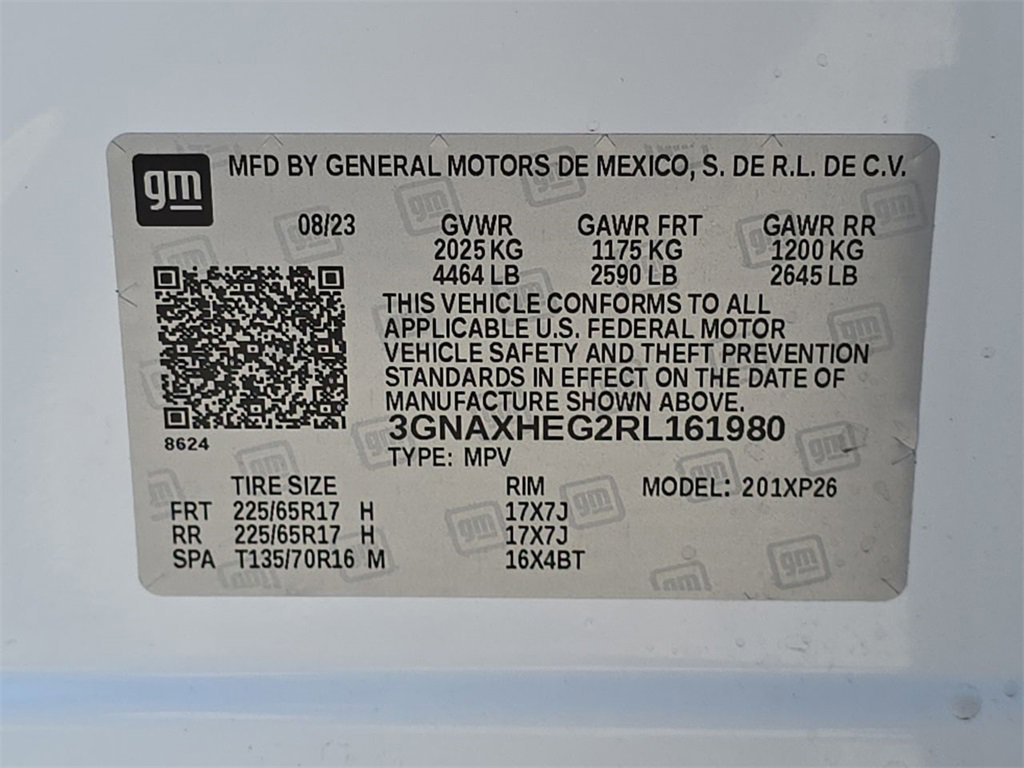 gm MFD BY GENERAL MOTORS DE MEXICO, S. DE R.L. DE C.V.
08/23 GVWR GAWR FRT GAWR RR
2025 KG 1175 KG 1200 KG
4464 LB 2590 LB 2645 LB
THIS VEHICLE CONFORMS TO ALL
APPLICABLE U.S. FEDERAL MOTOR
VEHICLE SAFETY AND THEFT PREVENTION
STANDARDS IN EFFECT ON THE DATE OF
MANUFACTURE SHOWN ABOVE.
8624 3GNAXHEG2RL161980
TYPE: MPV
TIRE SIZE RIM MODEL: 201XP26
FRT 225/65R17 H 17X7J
RR 225/65R17 H 17X7J
SPA T135/70R16 M 16X4BT